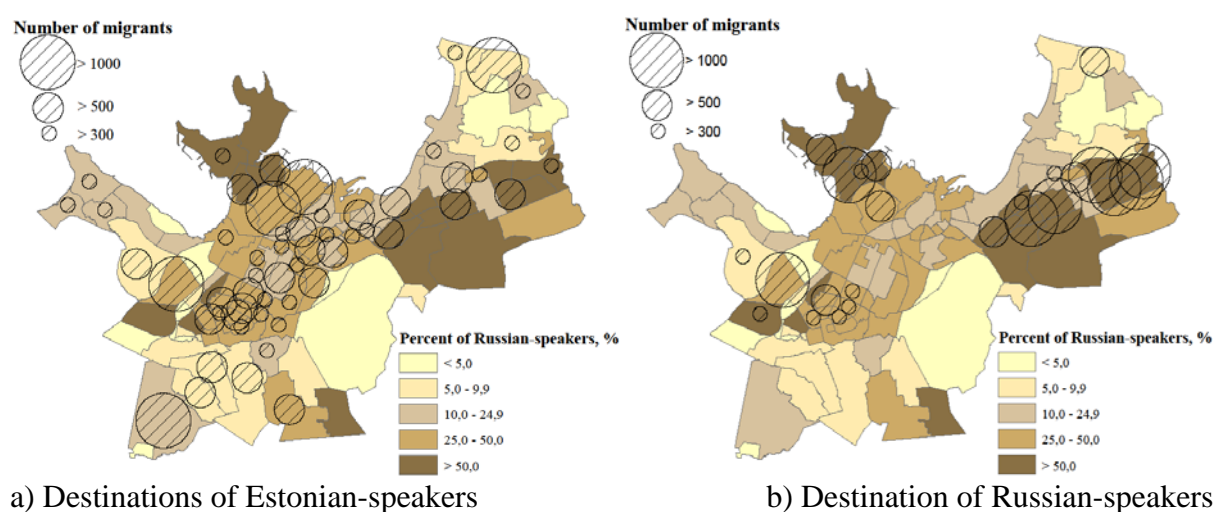 Number of migrants
> 1000
> 500
> 300
Percent of Russian-speakers, %
< 5,0
5,0 - 9,9
10,0 - 24,9
25,0 - 50,0
> 50,0
a) Destinations of Estonian-speakers
Number of migrants
> 1000
> 500
> 300
Percent of Russian-speakers, %
< 5,0
5,0 - 9,9
10,0 - 24,9
25,0 - 50,0
> 50,0
b) Destination of Russian-speakers